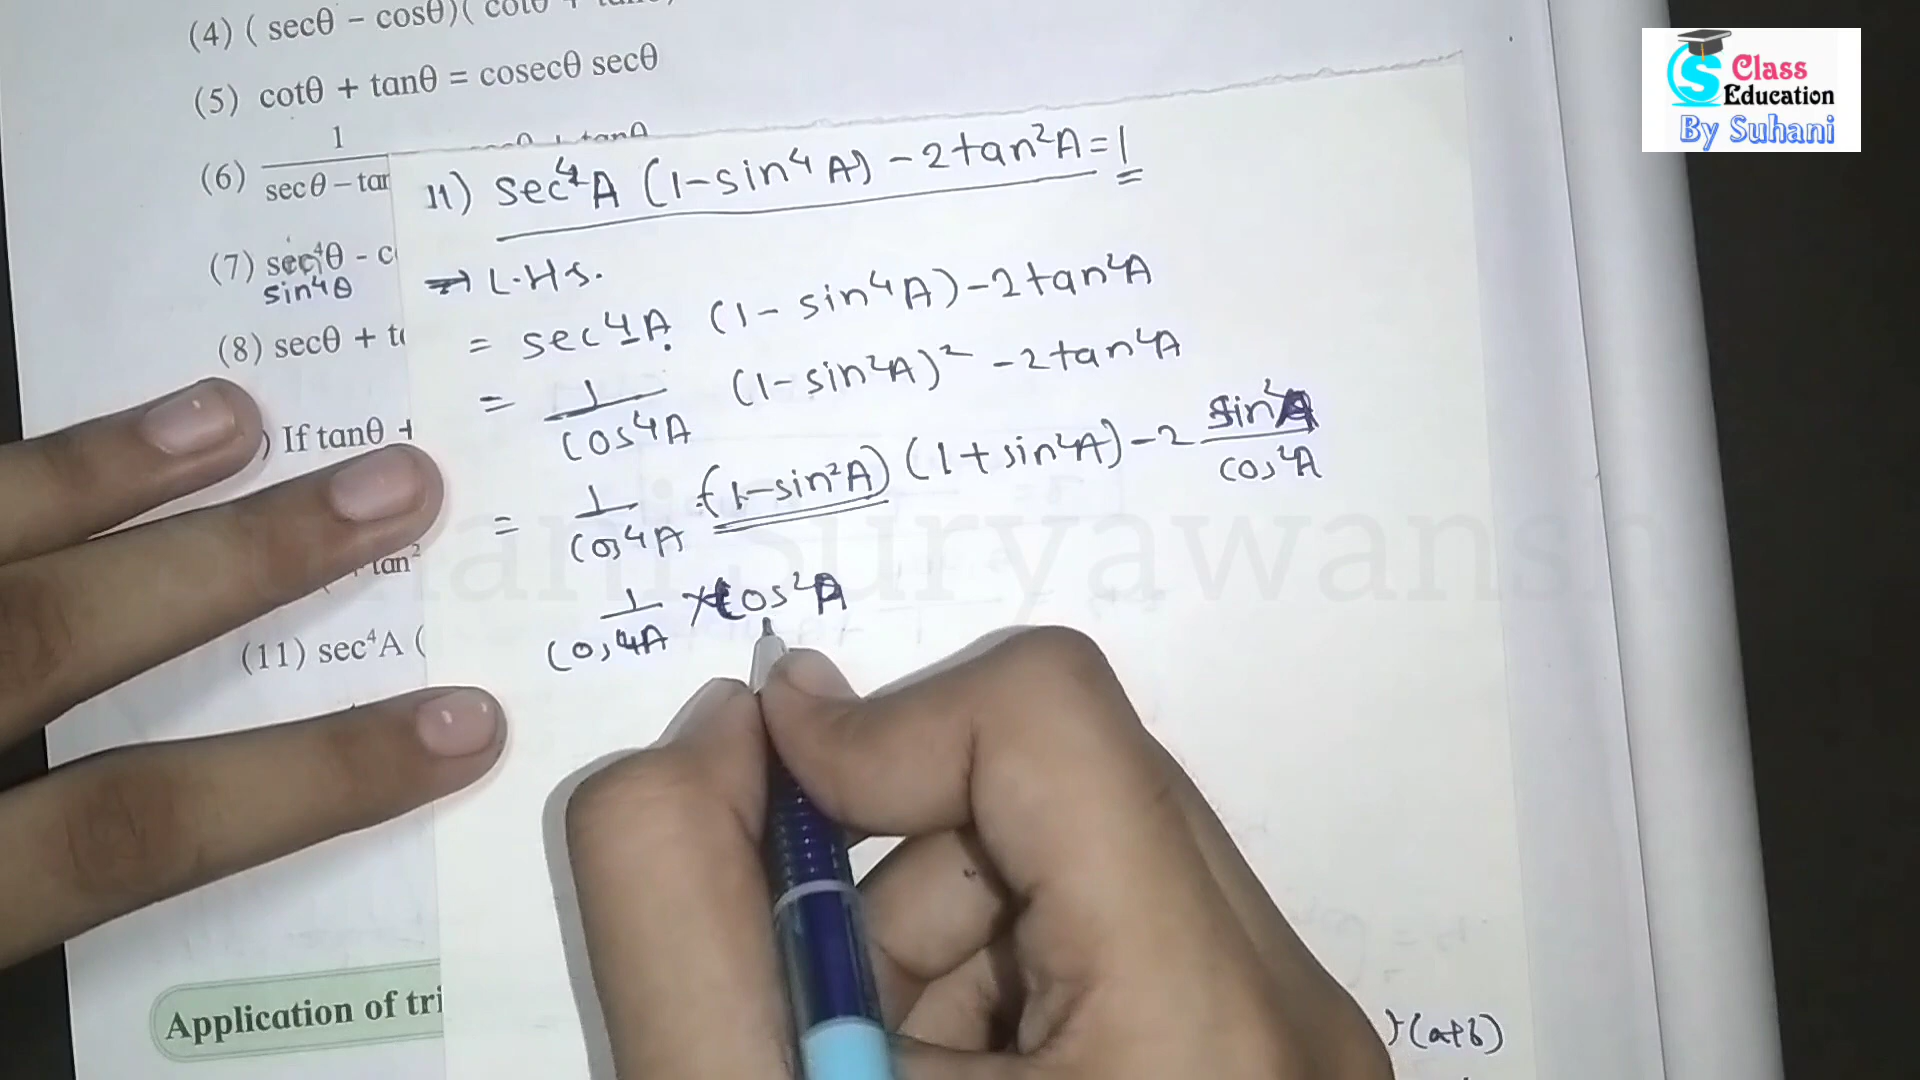 (4) ( secθ - cosθ)( cotθ +
(5) cotθ + tanθ = cosecθ secθ
(6) 1 / secθ – tan
(7) sec⁴θ - c
sin⁴θ
(8) secθ + t
If tanθ +
tan²
(11) sec⁴A (
11) sec⁴A (1-sin⁴A) - 2tan²A = 1
⇒ L.H.S.
= sec⁴A (1 - sin⁴A) - 2tan²A
= 1/cos⁴A (1-sin²A)² - 2tan²A
= 1/cos⁴A (1-sin²A) (1+sin²A) - 2 sin²A/cos²A
1/cos⁴A × cos²A
Application of tri
)(a+b)
Class
Education
By Suhani
Suhani Suryawansh